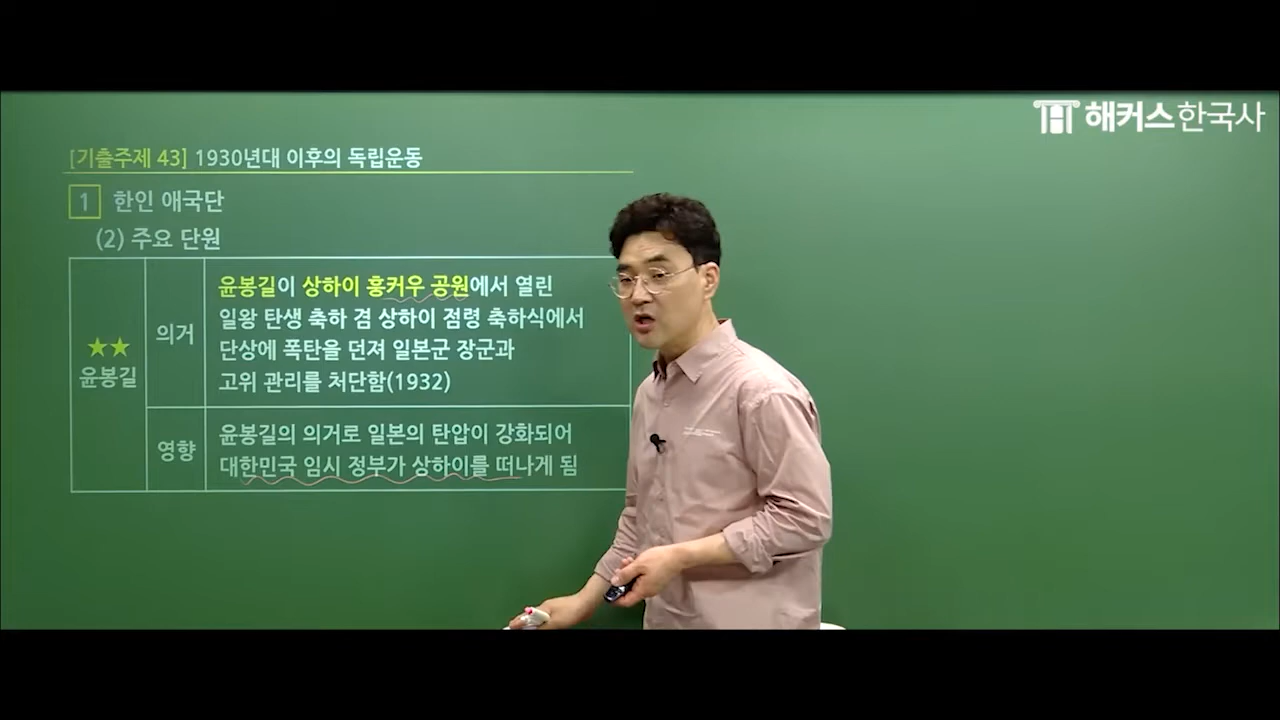 해커스한국사
[기출주제 43] 1930년대 이후의 독립운동
1 한인 애국단
(2) 주요 단원
★★
윤봉길
의거
윤봉길이 상하이 훙커우 공원에서 열린
일왕 탄생 축하 겸 상하이 점령 축하식에서
단상에 폭탄을 던져 일본군 장군과
고위 관리를 처단함(1932)
영향
윤봉길의 의거로 일본의 탄압이 강화되어
대한민국 임시 정부가 상하이를 떠나게 됨